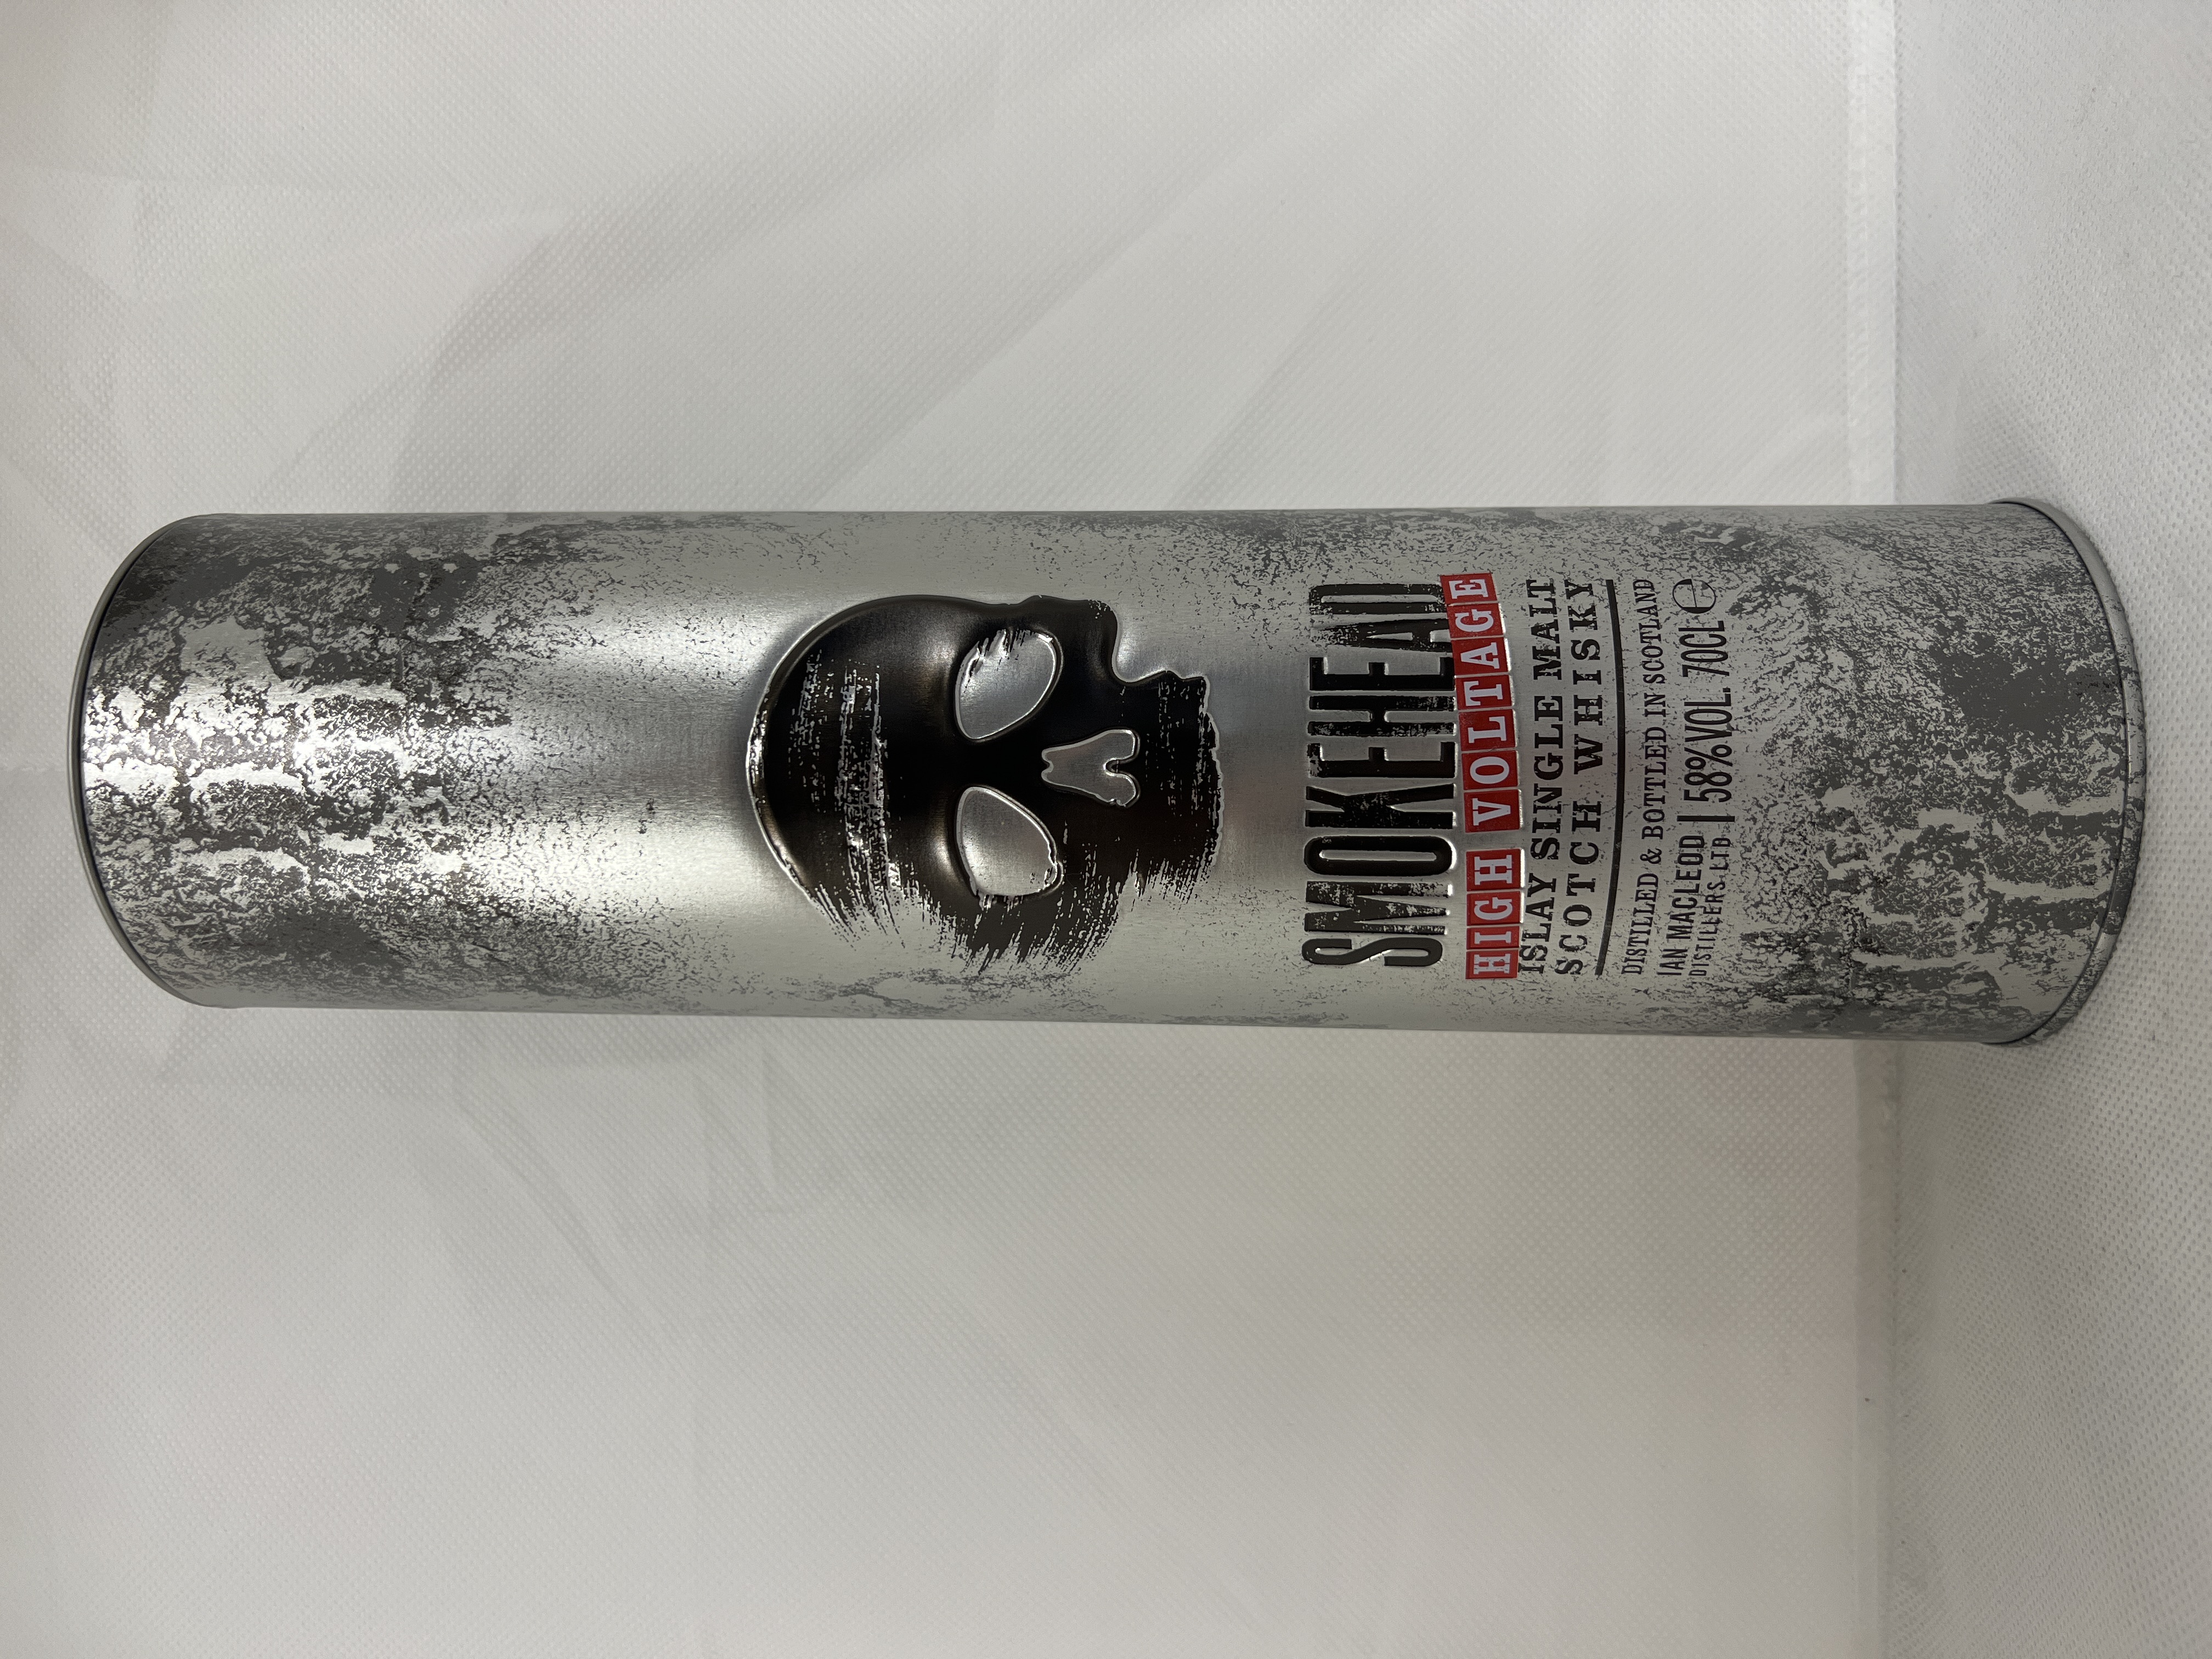 SMOKEHEAD
HIGH VOLTAGE
ISLAY SINGLE MALT
SCOTCH WHISKY
DISTILLED & BOTTLED IN SCOTLAND
IAN MACLEOD
DISTILLERS LTD
58%VOL. 70CL ℮